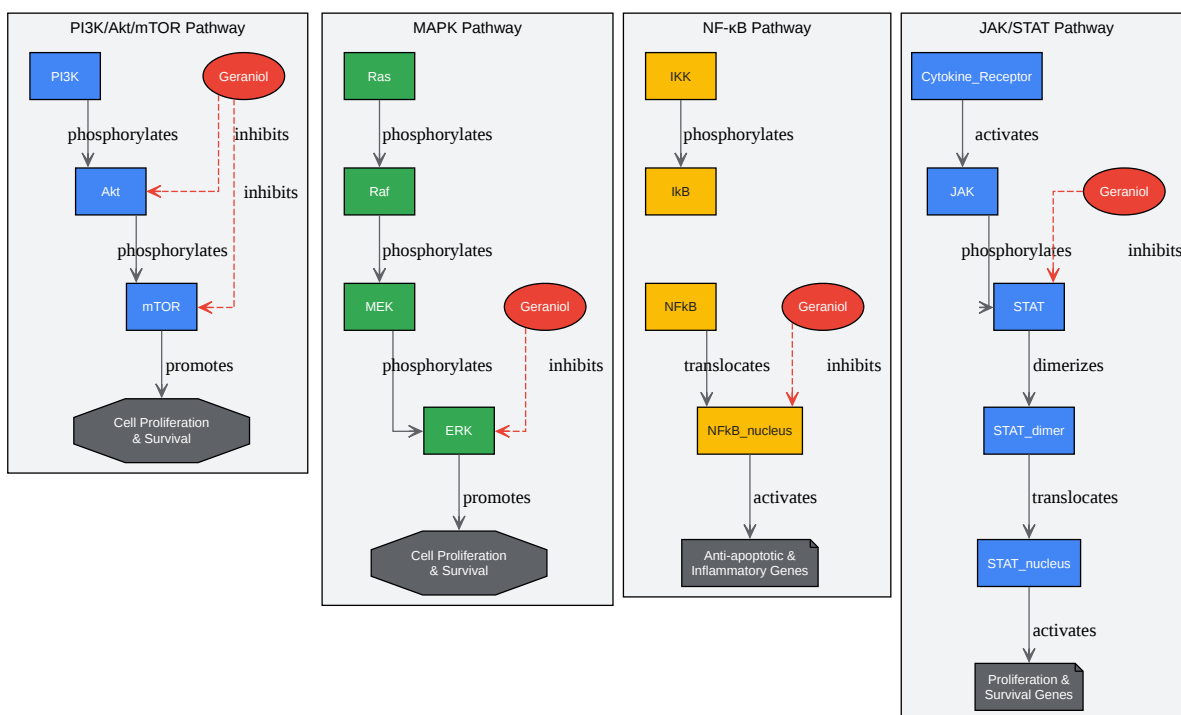 PI3K/Akt/mTOR Pathway
PI3K
Geraniol
phosphorylates
inhibits
Akt
inhibits
phosphorylates
mTOR
promotes
Cell Proliferation
& Survival
MAPK Pathway
Ras
phosphorylates
Raf
phosphorylates
MEK
Geraniol
phosphorylates
inhibits
ERK
promotes
Cell Proliferation
& Survival
NF-κB Pathway
IKK
phosphorylates
IkB
NFkB
Geraniol
translocates
inhibits
NFkB_nucleus
activates
Anti-apoptotic &
Inflammatory Genes
JAK/STAT Pathway
Cytokine_Receptor
activates
JAK
Geraniol
phosphorylates
inhibits
STAT
dimerizes
STAT_dimer
translocates
STAT_nucleus
activates
Proliferation &
Survival Genes